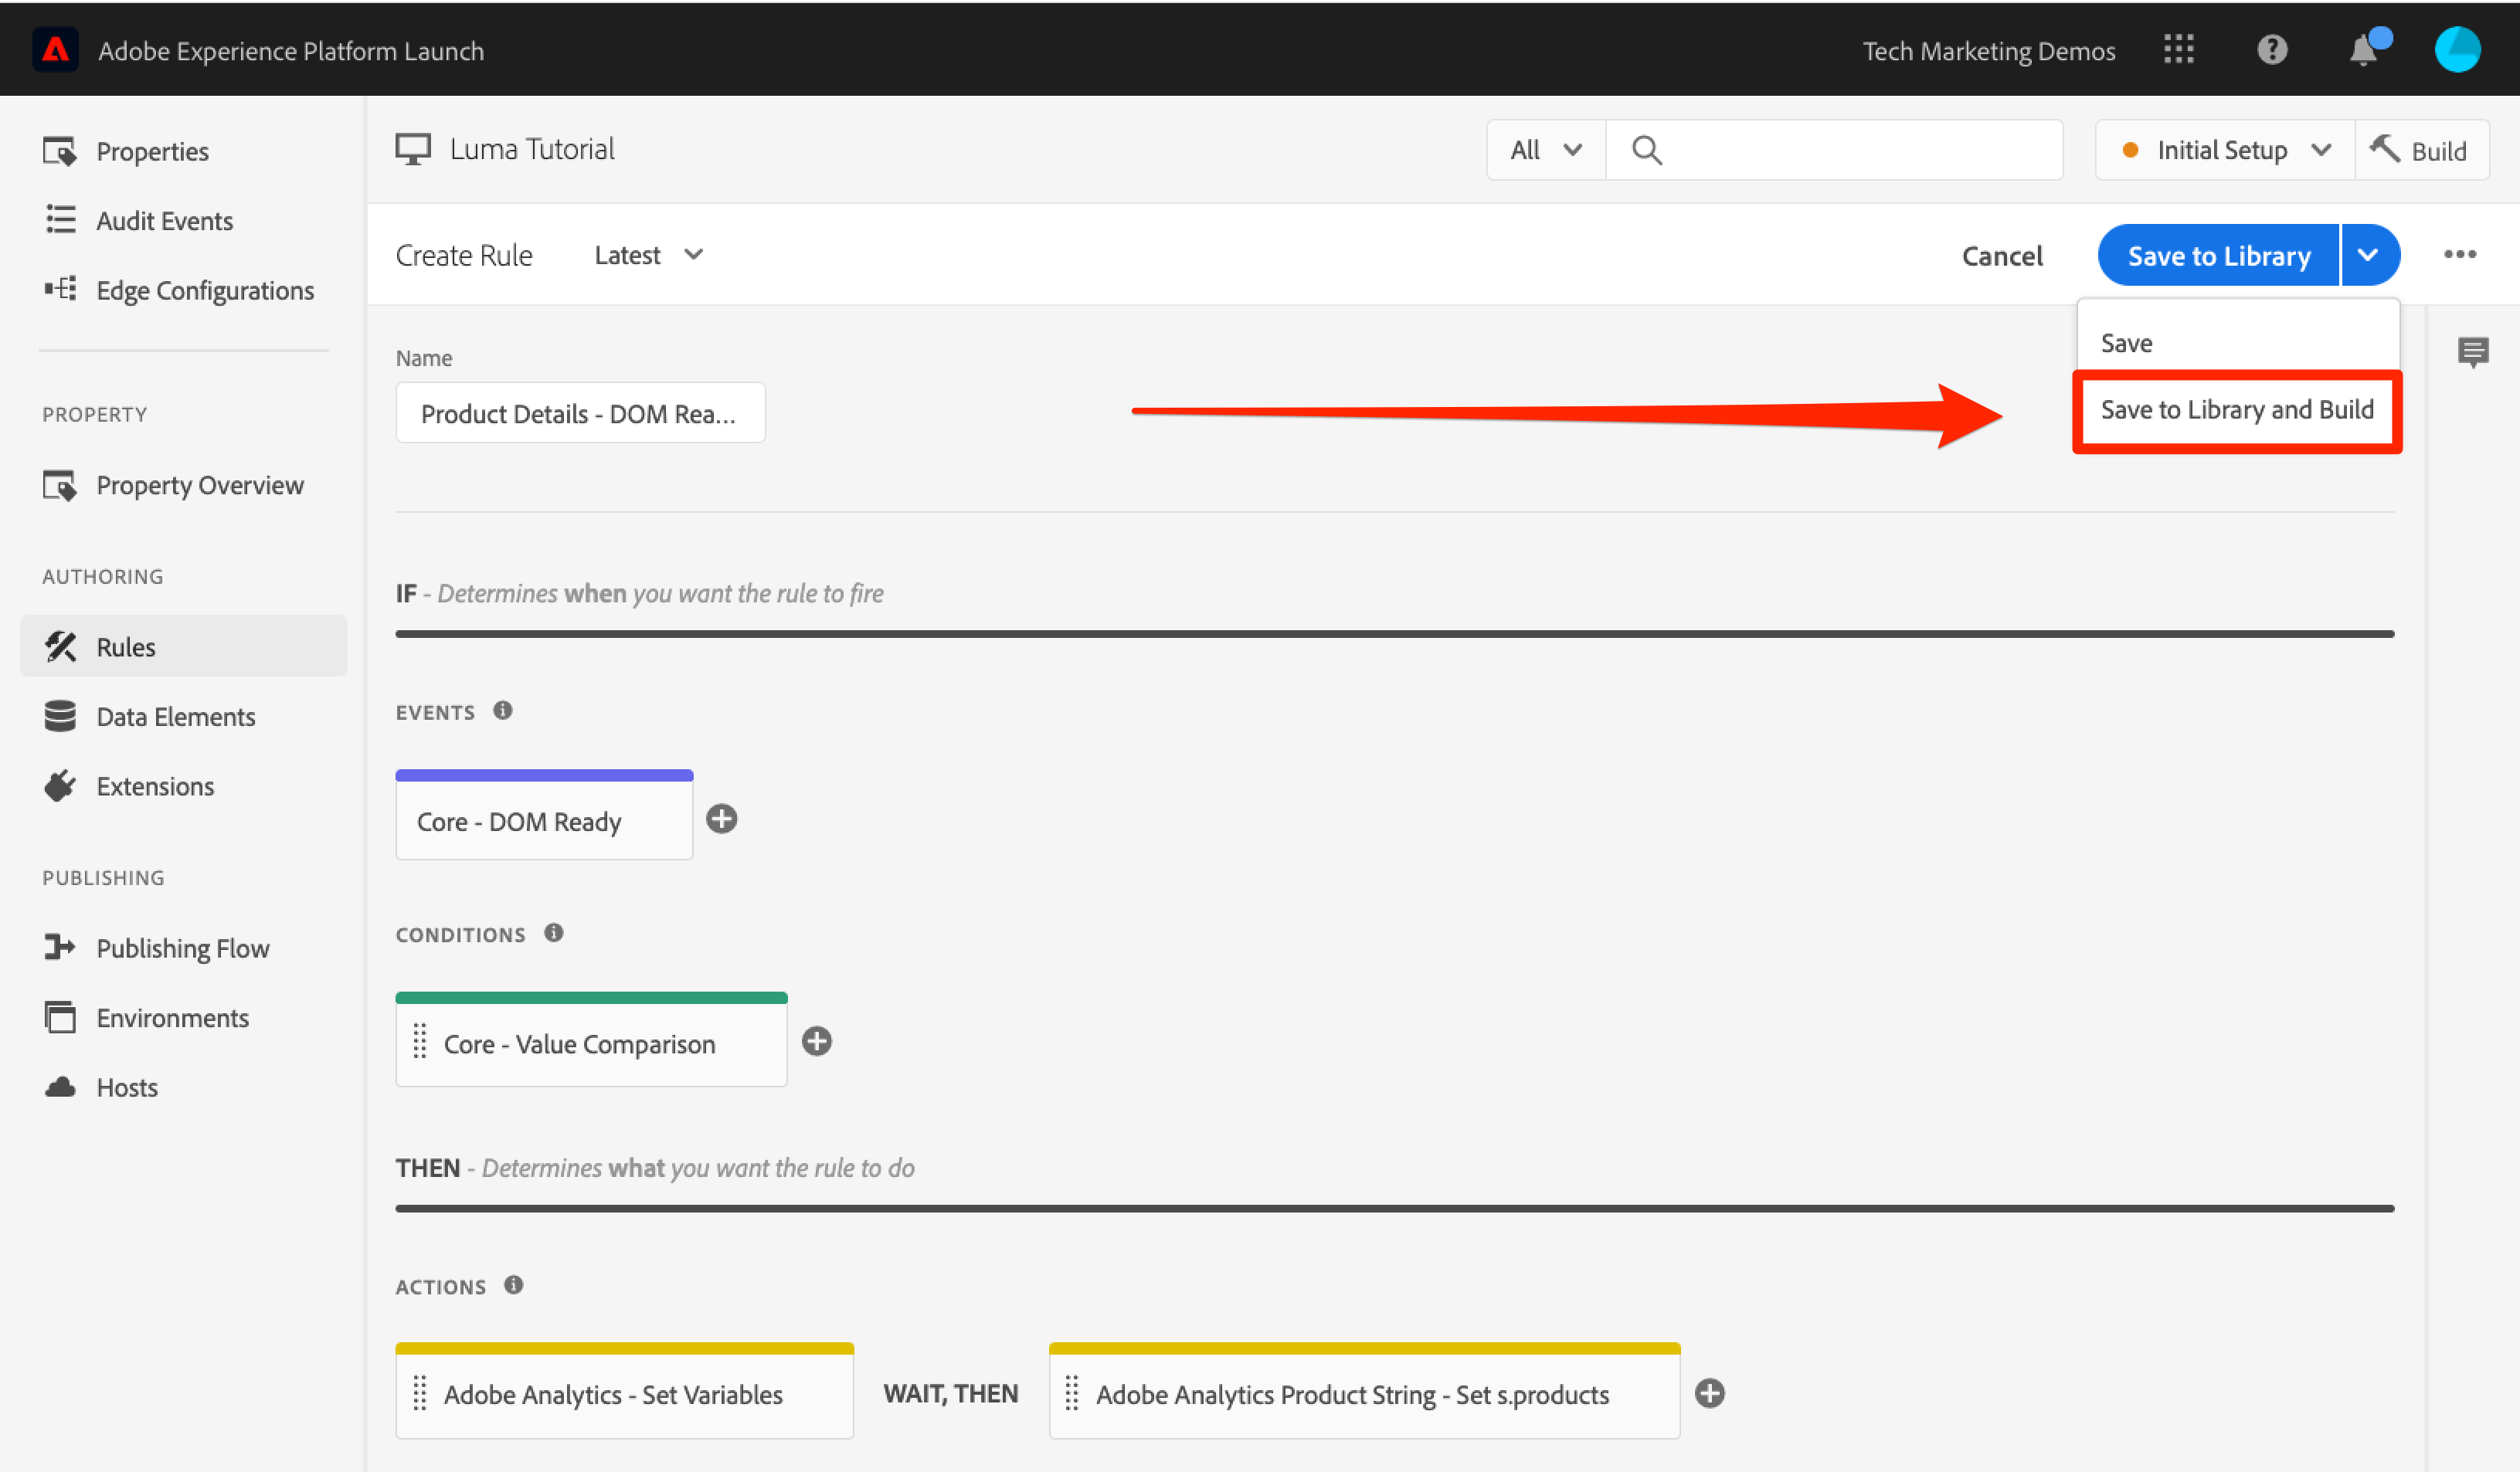 Adobe Experience Platform Launch
Tech Marketing Demos
Properties
Audit Events
Edge Configurations
PROPERTY
Property Overview
AUTHORING
Rules
Data Elements
Extensions
PUBLISHING
Publishing Flow
Environments
Hosts
Luma Tutorial
All
Initial Setup
Build
Create Rule
Latest
Cancel
Save to Library
Save
Save to Library and Build
Name
Product Details - DOM Rea...
IF - Determines when you want the rule to fire
EVENTS
Core - DOM Ready
CONDITIONS
Core - Value Comparison
THEN - Determines what you want the rule to do
ACTIONS
Adobe Analytics - Set Variables
WAIT, THEN
Adobe Analytics Product String - Set s.products